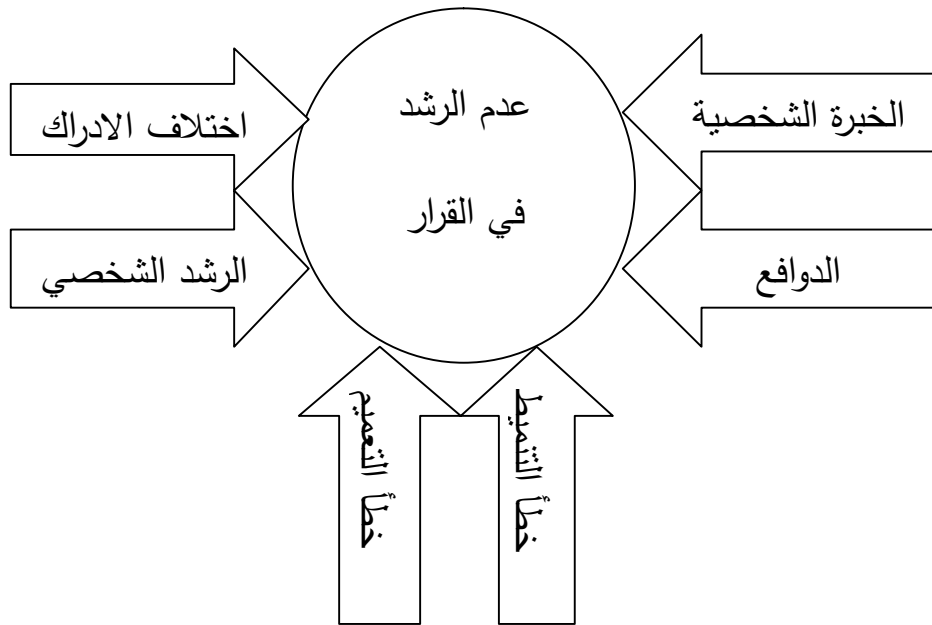 عدم الرشد
في القرار
الخبرة الشخصية
اختلاف الادراك
الدوافع
الرشد الشخصي
خطأ التنميط
خطأ التعميم